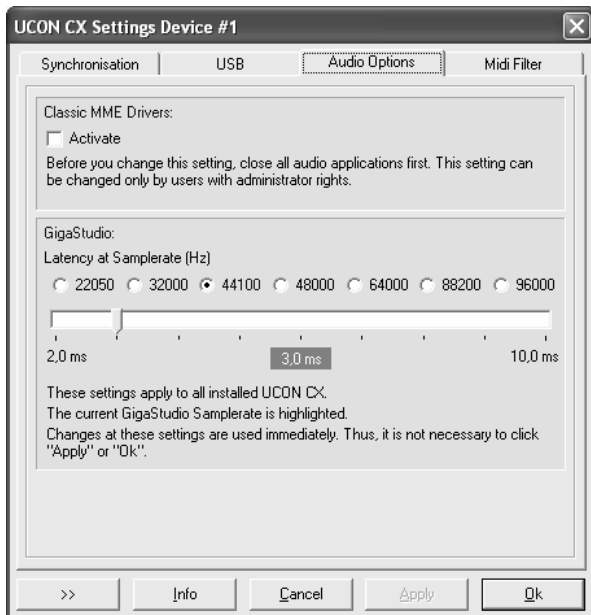 UCON CX Settings Device #1
Synchronisation USB Audio Options Midi Filter
Classic MME Drivers:
Activate
Before you change this setting, close all audio applications first. This setting can
be changed only by users with administrator rights.
GigaStudio:
Latency at Samplerate (Hz)
22050 32000 44100 48000 64000 88200 96000
2,0 ms 3,0 ms 10,0 ms
These settings apply to all installed UCON CX.
The current GigaStudio Samplerate is highlighted.
Changes at these settings are used immediately. Thus, it is not necessary to click
"Apply" or "Ok".
>> Info Cancel Apply Ok